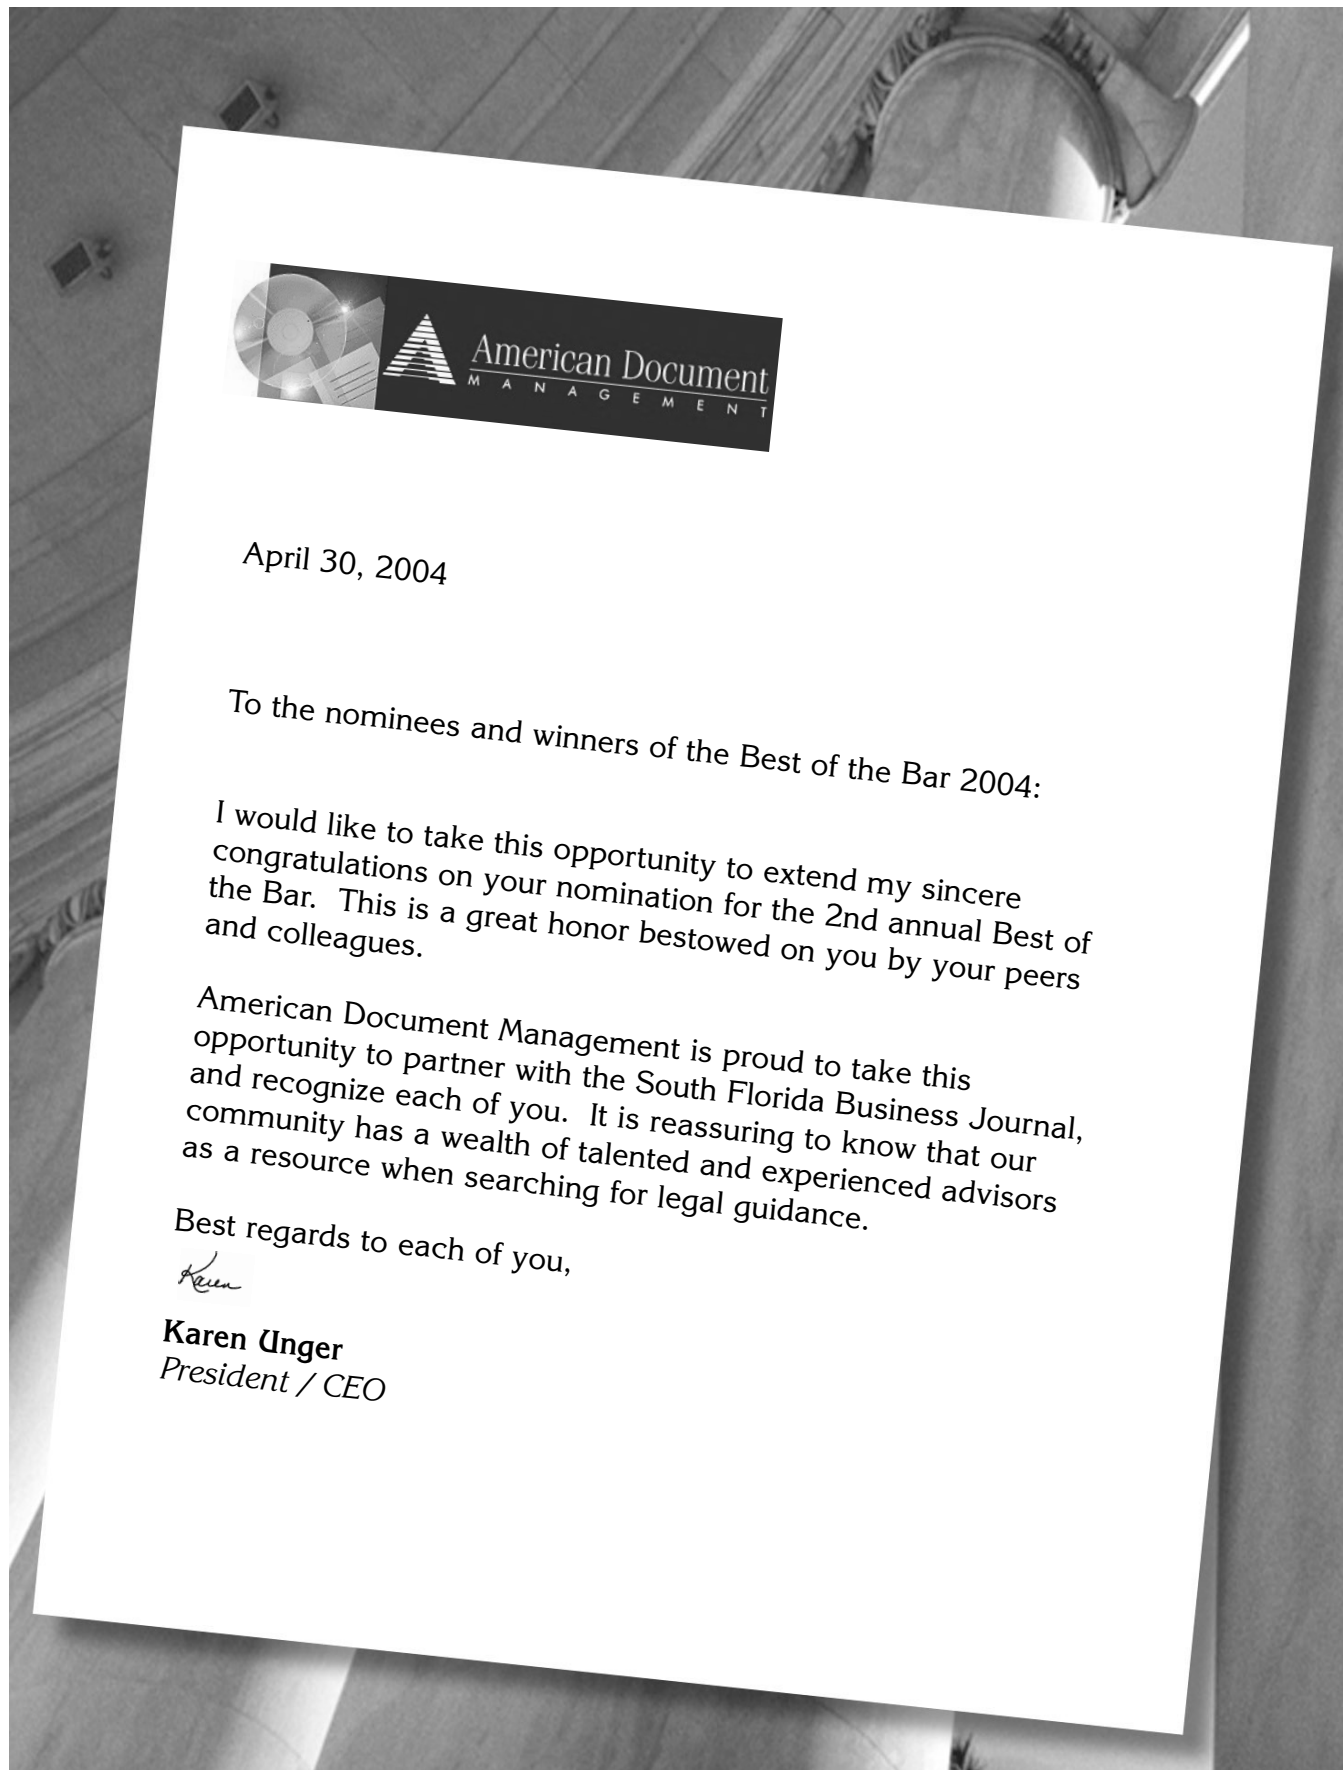 American Document
MANAGEMENT
April 30, 2004
To the nominees and winners of the Best of the Bar 2004:
I would like to take this opportunity to extend my sincere
congratulations on your nomination for the 2nd annual Best of
the Bar.  This is a great honor bestowed on you by your peers
and colleagues.
American Document Management is proud to take this
opportunity to partner with the South Florida Business Journal,
and recognize each of you.  It is reassuring to know that our
community has a wealth of talented and experienced advisors
as a resource when searching for legal guidance.
Best regards to each of you,
Karen
Karen Unger
President / CEO